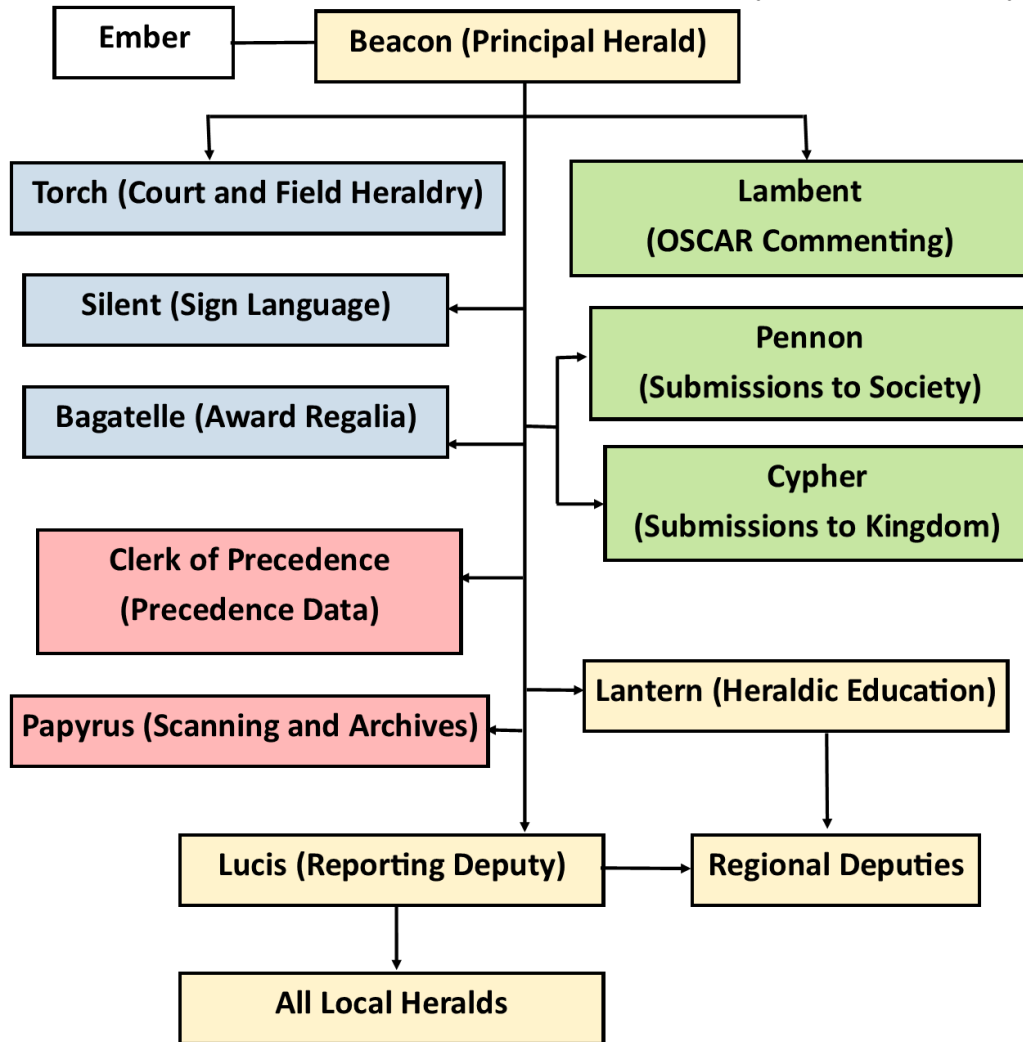 Ember
Beacon (Principal Herald)
Torch (Court and Field Heraldry)
Lambent
(OSCAR Commenting)
Silent (Sign Language)
Pennon
(Submissions to Society)
Bagatelle (Award Regalia)
Cypher
(Submissions to Kingdom)
Clerk of Precedence
(Precedence Data)
Lantern (Heraldic Education)
Papyrus (Scanning and Archives)
Lucis (Reporting Deputy)
Regional Deputies
All Local Heralds